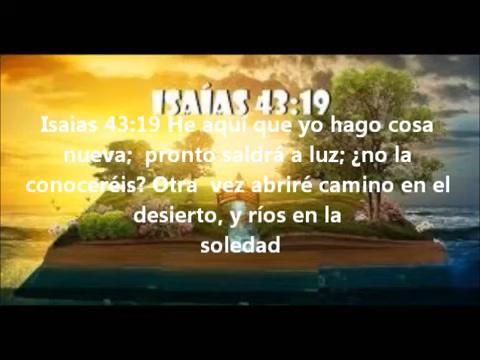 ISAÍAS 43:19
Isaias 43:19 He aquí que yo hago cosa
nueva; pronto saldrá a luz; ¿no la
conoceréis? Otra vez abriré camino en el
desierto, y ríos en la
soledad